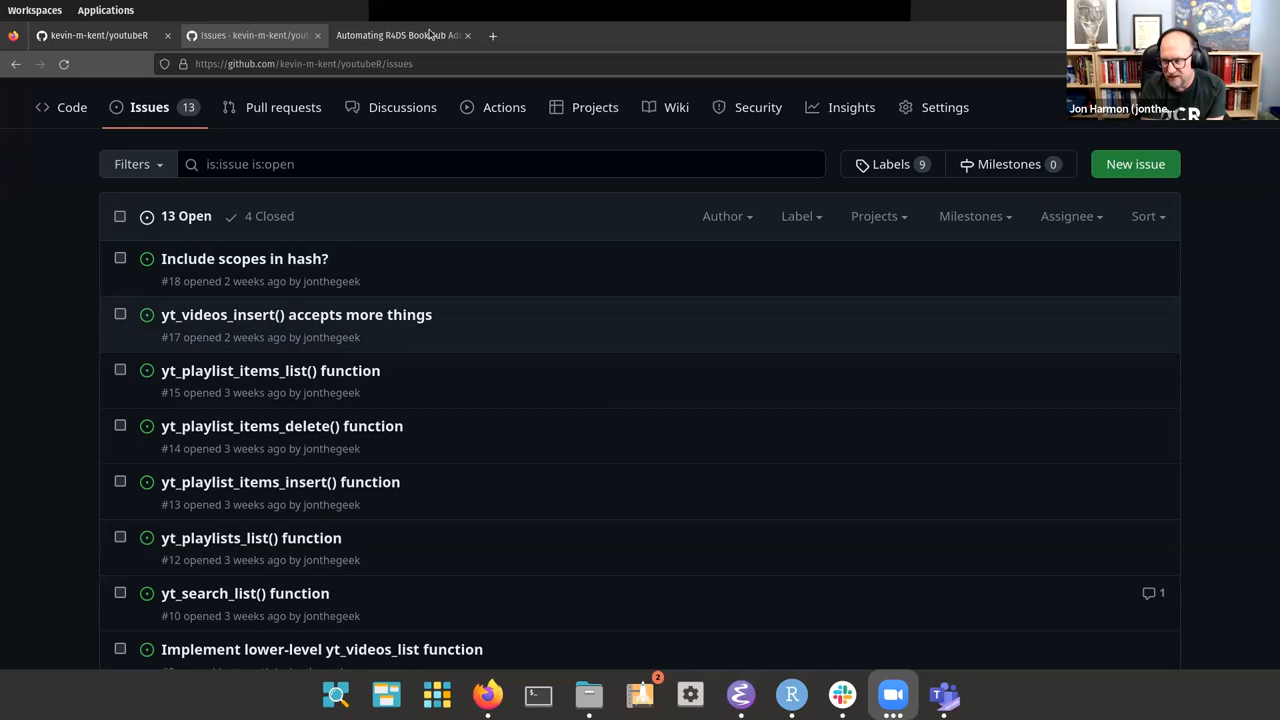 Workspaces Applications
kevin-m-kent/youtubeR
Issues · kevin-m-kent/yout
Automating R4DS Bookclub Adm
https://github.com/kevin-m-kent/youtubeR/issues
Code
Issues 13
Pull requests
Discussions
Actions
Projects
Wiki
Security
Insights
Settings
Jon Harmon (jonthe...
Filters
is:issue is:open
Labels 9
Milestones 0
New issue
13 Open
4 Closed
Author
Label
Projects
Milestones
Assignee
Sort
Include scopes in hash?
#18 opened 2 weeks ago by jonthegeek
yt_videos_insert() accepts more things
#17 opened 2 weeks ago by jonthegeek
yt_playlist_items_list() function
#15 opened 3 weeks ago by jonthegeek
yt_playlist_items_delete() function
#14 opened 3 weeks ago by jonthegeek
yt_playlist_items_insert() function
#13 opened 3 weeks ago by jonthegeek
yt_playlists_list() function
#12 opened 3 weeks ago by jonthegeek
yt_search_list() function
1
#10 opened 3 weeks ago by jonthegeek
Implement lower-level yt_videos_list function
2
R